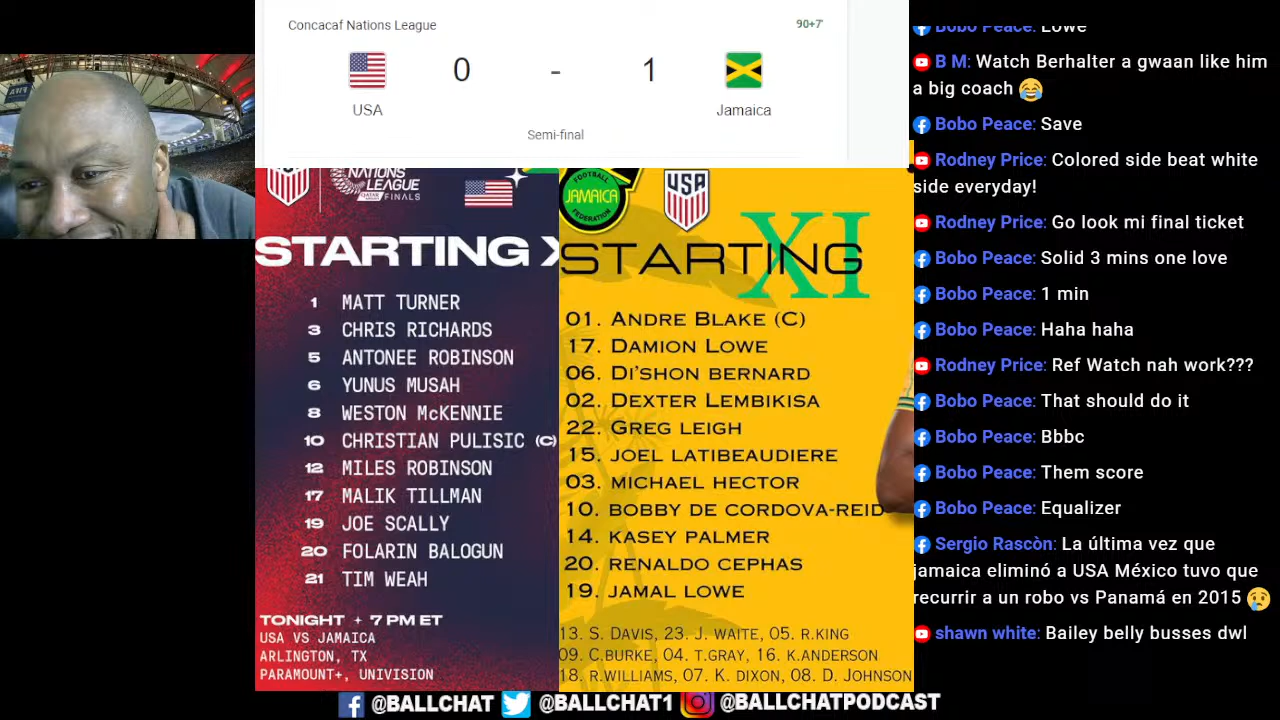 Concacaf Nations League
90+7'
0 - 1
USA
Jamaica
Semi-final
NATIONS
LEAGUE
FINALS
STARTING X
1 MATT TURNER
3 CHRIS RICHARDS
5 ANTONEE ROBINSON
6 YUNUS MUSAH
8 WESTON McKENNIE
10 CHRISTIAN PULISIC (C)
12 MILES ROBINSON
17 MALIK TILLMAN
19 JOE SCALLY
20 FOLARIN BALOGUN
21 TIM WEAH
TONIGHT + 7 PM ET
USA VS JAMAICA
ARLINGTON, TX
PARAMOUNT+, UNIVISION
FOOTBALL
JAMAICA
FEDERATION
USA
STARTING XI
01. ANDRE BLAKE (C)
17. DAMION LOWE
06. DI'SHON BERNARD
02. DEXTER LEMBIKISA
22. GREG LEIGH
15. JOEL LATIBEAUDIERE
03. MICHAEL HECTOR
10. BOBBY DE CORDOVA-REID
14. KASEY PALMER
20. RENALDO CEPHAS
19. JAMAL LOWE
13. S. DAVIS, 23. J. WAITE, 05. R.KING
09. C.BURKE, 04. T.GRAY, 16. K.ANDERSON
18. R.WILLIAMS, 07. K. DIXON, 08. D. JOHNSON
Bobo Peace: Lowe
B M: Watch Berhalter a gwaan like him
a big coach 😂
Bobo Peace: Save
Rodney Price: Colored side beat white
side everyday!
Rodney Price: Go look mi final ticket
Bobo Peace: Solid 3 mins one love
Bobo Peace: 1 min
Bobo Peace: Haha haha
Rodney Price: Ref Watch nah work???
Bobo Peace: That should do it
Bobo Peace: Bbbc
Bobo Peace: Them score
Bobo Peace: Equalizer
Sergio Rascòn: La última vez que
jamaica eliminó a USA México tuvo que
recurrir a un robo vs Panamá en 2015 😢
shawn white: Bailey belly busses dwl
@BALLCHAT @BALLCHAT1 @BALLCHATPODCAST